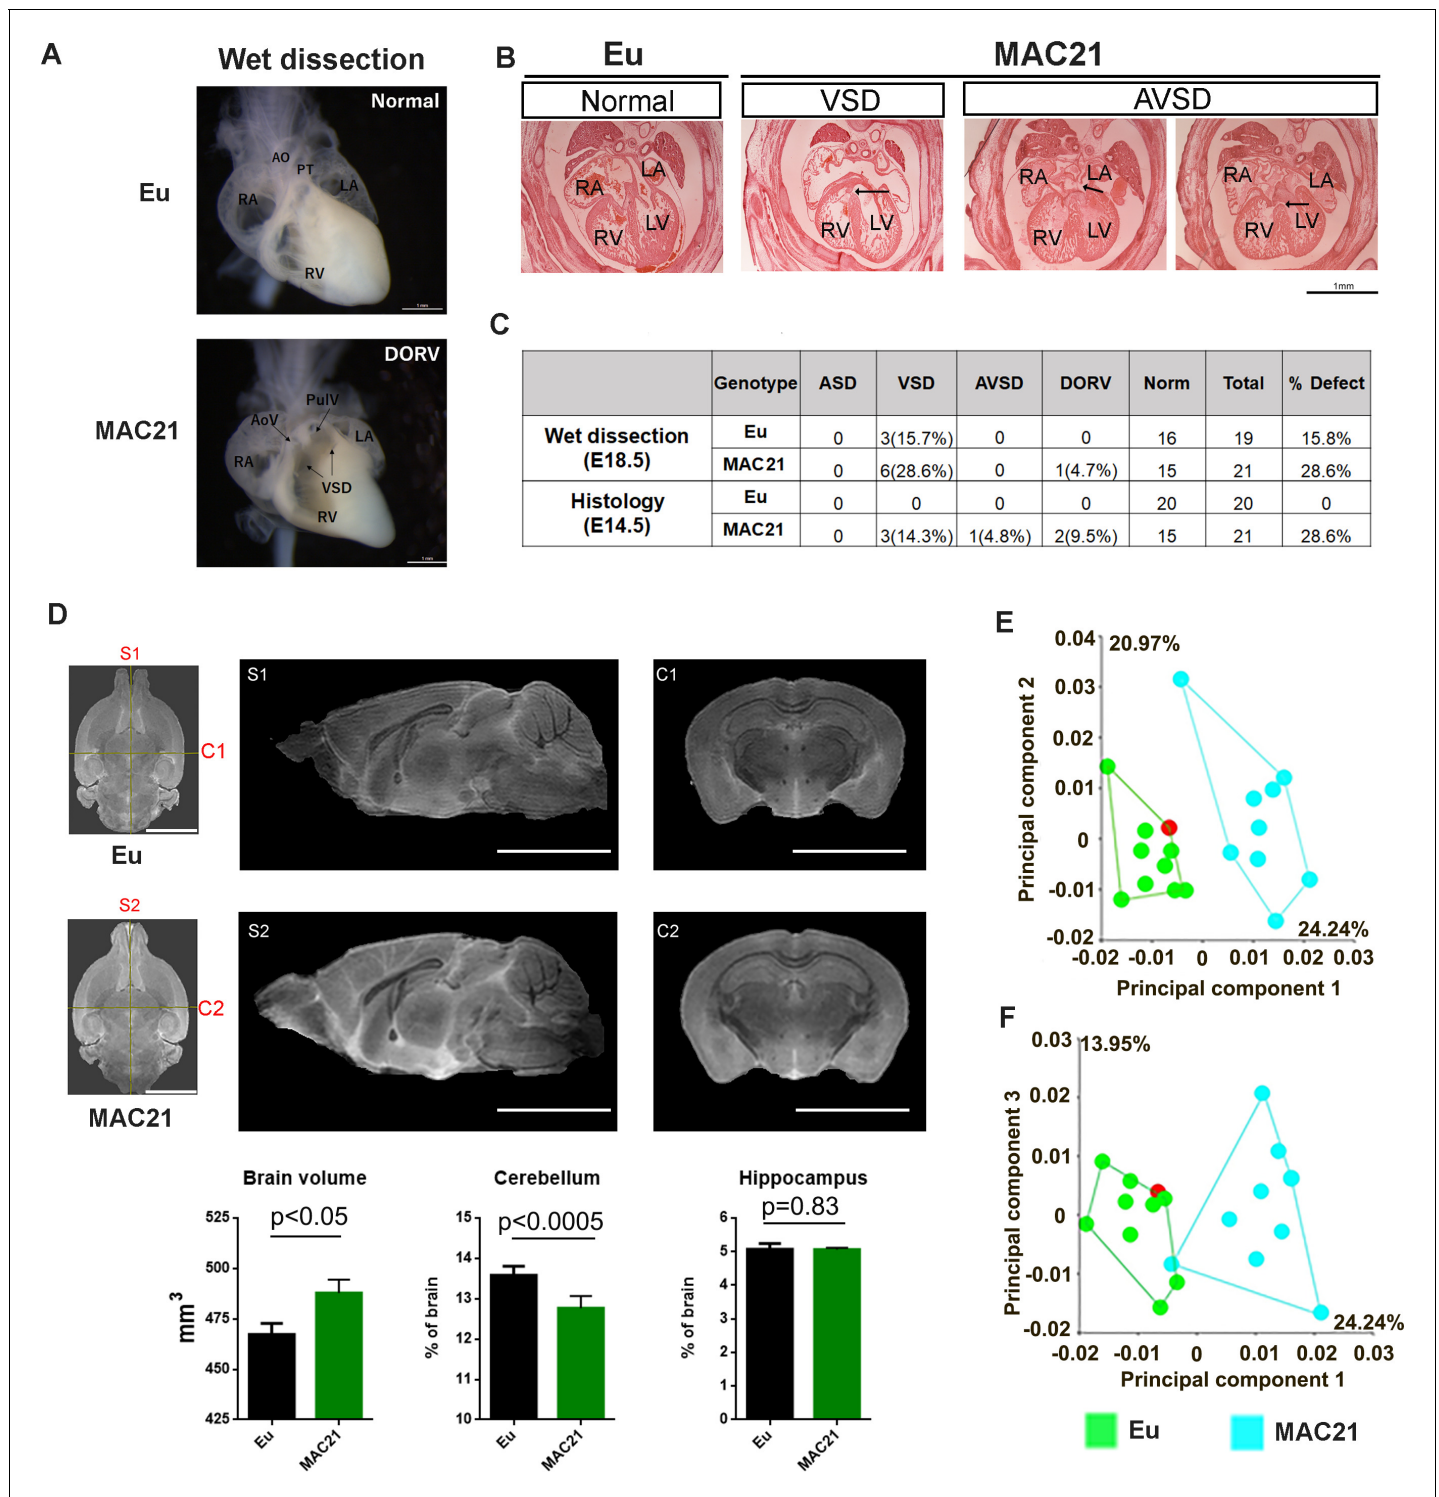 A
Wet dissection
Normal
AO
PT
LA
RA
RV
1 mm
Eu
DORV
PulV
AoV
LA
RA
VSD
RV
1 mm
MAC21
B
Eu
MAC21
Normal
VSD
AVSD
RA
LA
RV
LV
RV
LV
RA
LA
RV
LV
RA
LA
RV
LV
1mm
C
Genotype ASD VSD AVSD DORV Norm Total % Defect
Wet dissection (E18.5)
Eu 0 3(15.7%) 0 0 16 19 15.8%
MAC21 0 6(28.6%) 0 1(4.7%) 15 21 28.6%
Histology (E14.5)
Eu 0 0 0 0 20 20 0
MAC21 0 3(14.3%) 1(4.8%) 2(9.5%) 15 21 28.6%
D
S1
C1
Eu
S1
C1
S2
C2
MAC21
S2
C2
Brain volume
p<0.05
525
500
475
450
425
mm3
Eu
MAC21
Cerebellum
p<0.0005
15
14
13
12
11
10
% of brain
Eu
MAC21
Hippocampus
p=0.83
6
5
4
3
2
1
0
% of brain
Eu
MAC21
E
20.97%
0.04
0.03
0.02
0.01
0
-0.01
-0.02
Principal component 2
24.24%
-0.02 -0.01 0 0.01 0.02 0.03
Principal component 1
F
13.95%
0.03
0.02
0.01
0
-0.01
-0.02
Principal component 3
24.24%
-0.02 -0.01 0 0.01 0.02 0.03
Principal component 1
Eu
MAC21